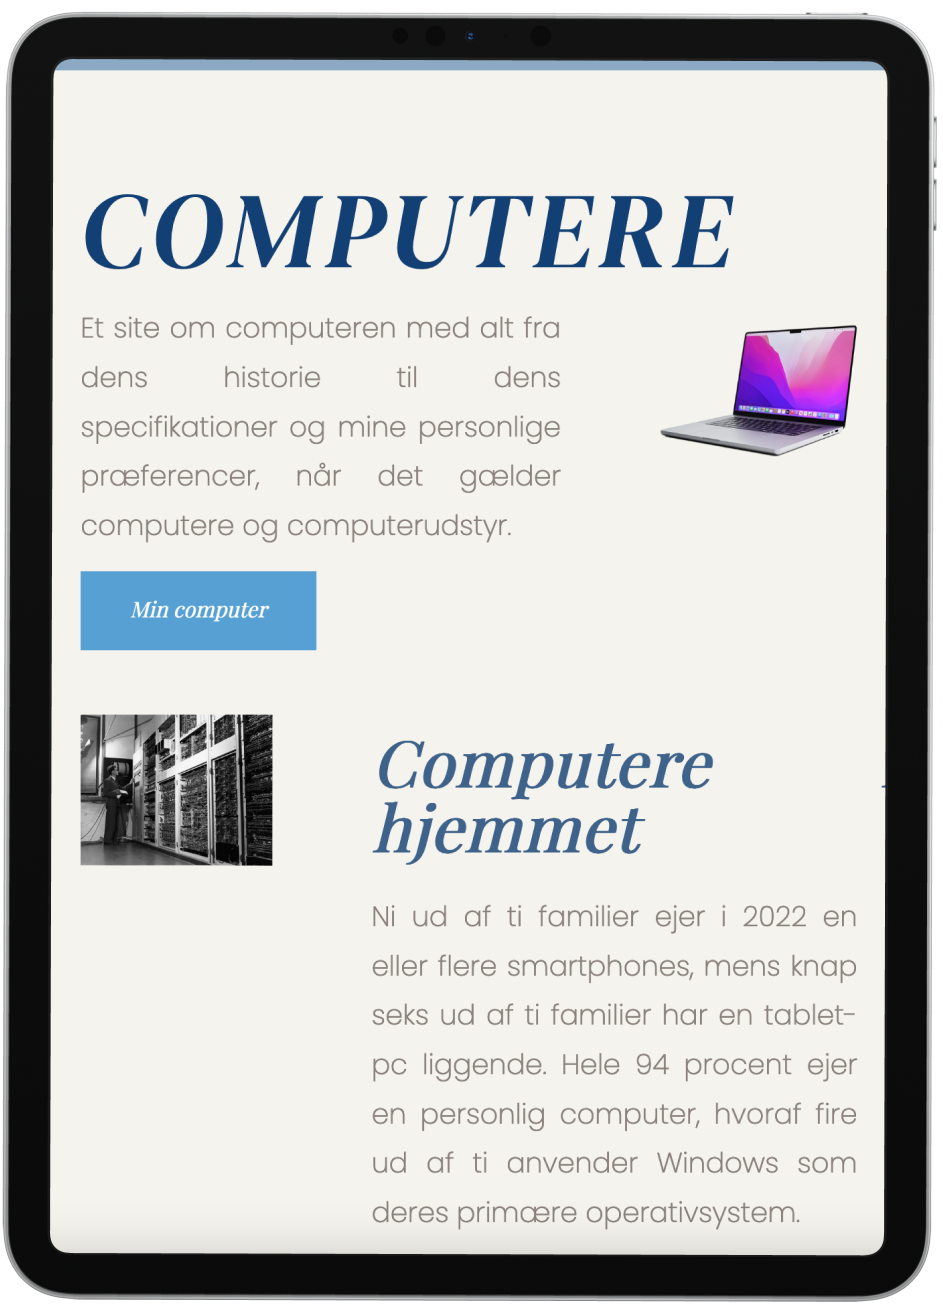 COMPUTERE
Et site om computeren med alt fra
dens historie til dens
specifikationer og mine personlige
præferencer, når det gælder
computere og computerudstyr.
Min computer
Computere
hjemmet
Ni ud af ti familier ejer i 2022 en
eller flere smartphones, mens knap
seks ud af ti familier har en tablet-
pc liggende. Hele 94 procent ejer
en personlig computer, hvoraf fire
ud af ti anvender Windows som
deres primære operativsystem.